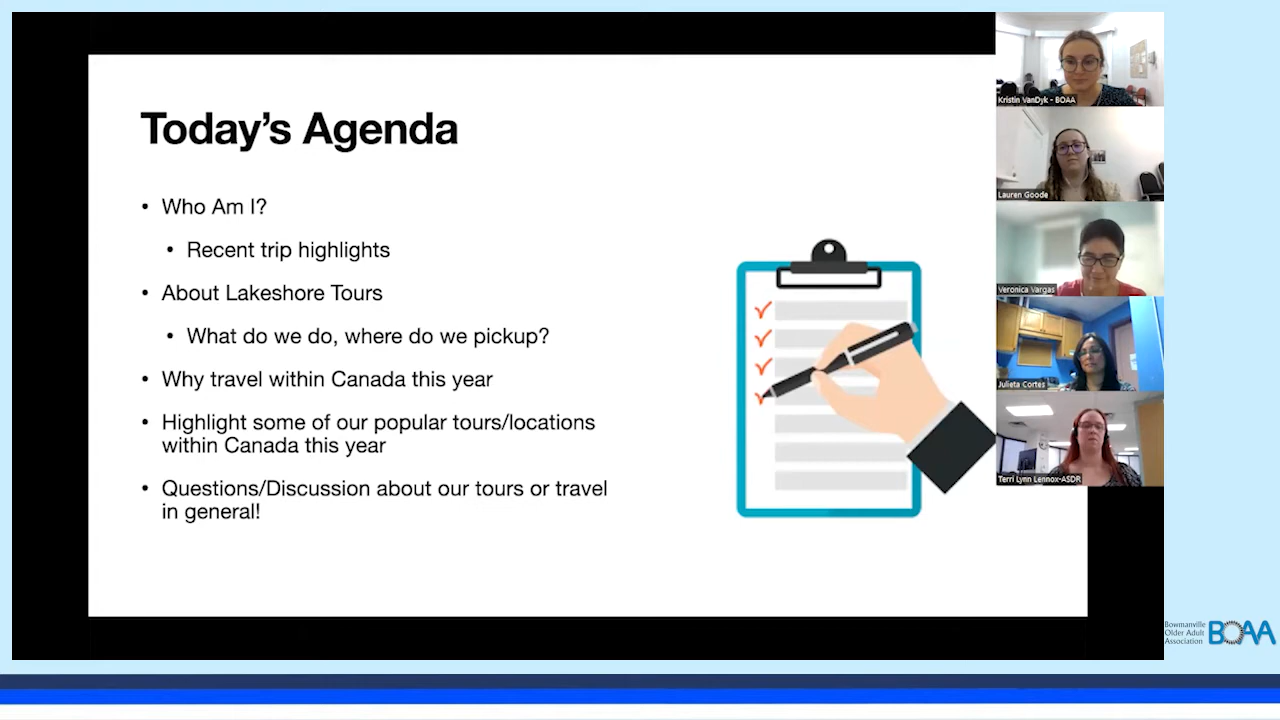 Today's Agenda
• Who Am I?
• Recent trip highlights
• About Lakeshore Tours
• What do we do, where do we pickup?
• Why travel within Canada this year
• Highlight some of our popular tours/locations
within Canada this year
• Questions/Discussion about our tours or travel
in general!
Kristin VanDyk - BOAA
Lauren Goode
Veronica Vargas
Julieta Cortes
Terri Lynn Lennox-ASDR
Bowmanville
Older Adult
Association
BOAA